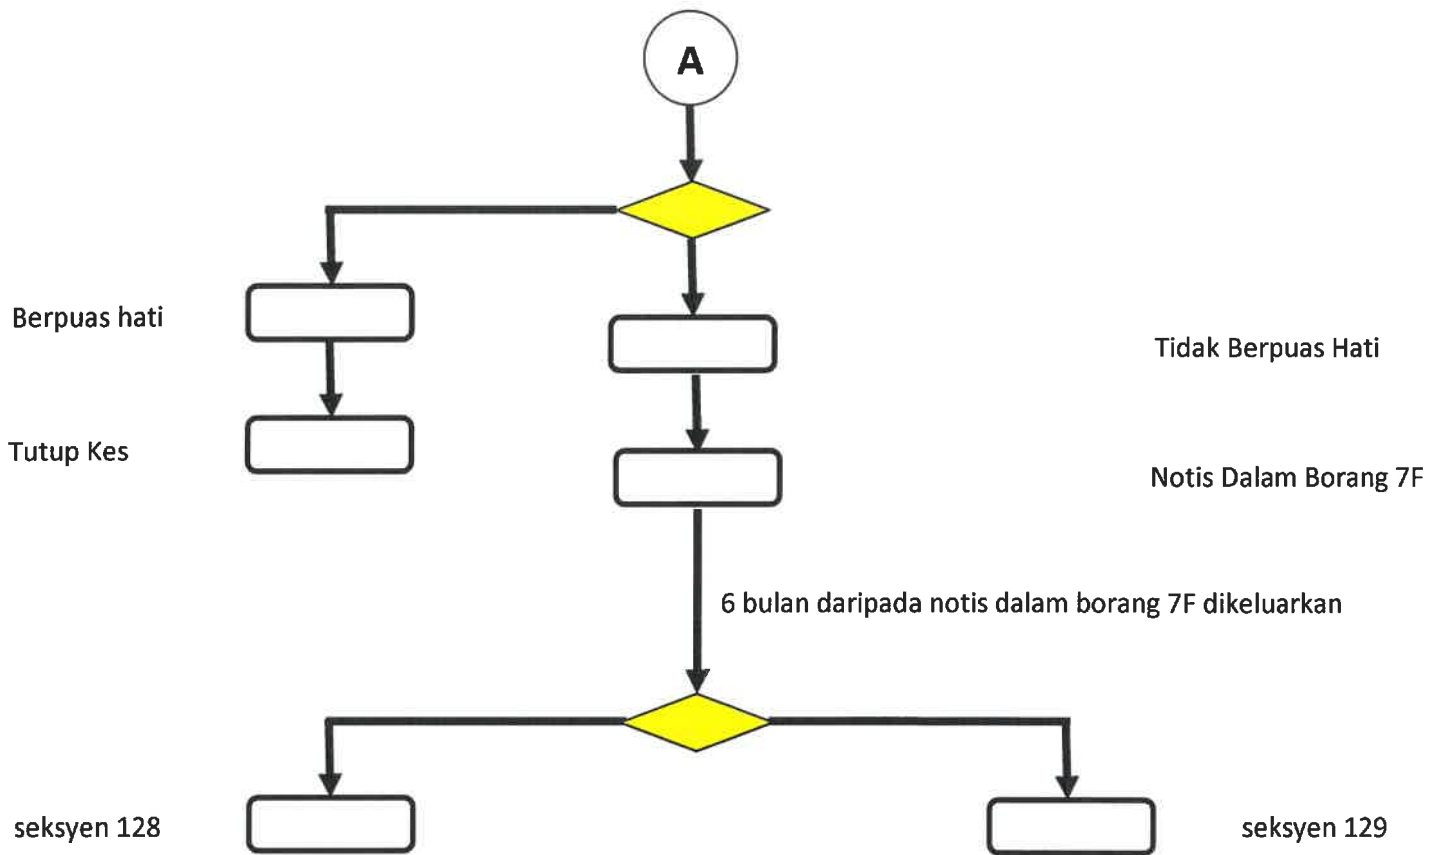 A
Berpuas hati
Tidak Berpuas Hati
Tutup Kes
Notis Dalam Borang 7F
6 bulan daripada notis dalam borang 7F dikeluarkan
seksyen 128
seksyen 129